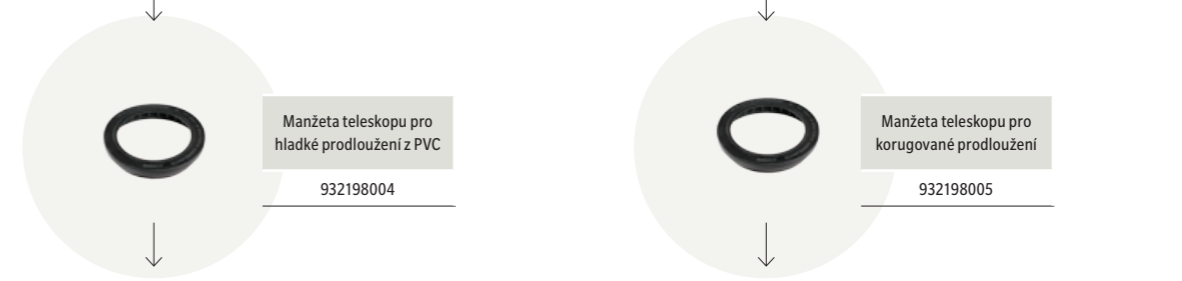 Manžeta teleskopu pro
hladké prodloužení z PVC
932198004
Manžeta teleskopu pro
korugované prodloužení
932198005